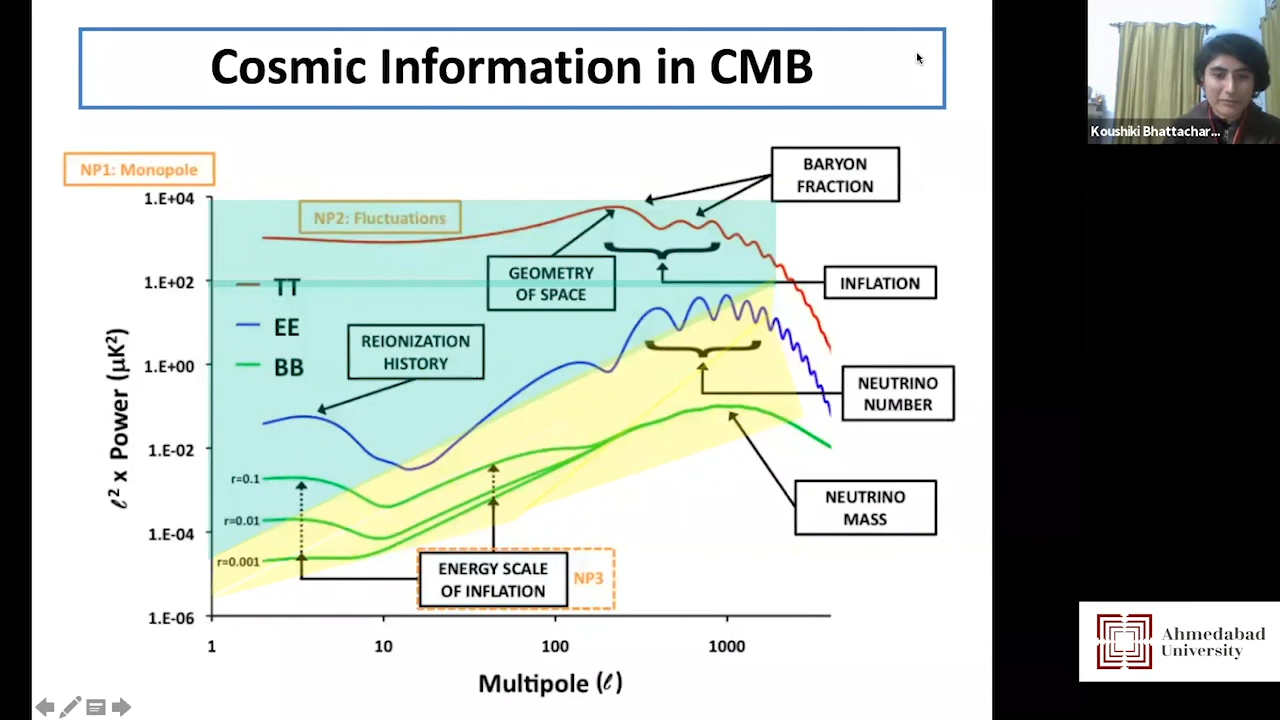 Cosmic Information in CMB
Koushiki Bhattachar...
NP1: Monopole
BARYON
FRACTION
1.E+04
NP2: Fluctuations
GEOMETRY
OF SPACE
INFLATION
1.E+02
TT
EE
BB
REIONIZATION
HISTORY
1.E+00
NEUTRINO
NUMBER
1.E-02
r=0.1
NEUTRINO
MASS
r=0.01
1.E-04
r=0.001
ENERGY SCALE
OF INFLATION
NP3
1.E-06
ℓ² x Power (μK²)
1
10
100
1000
Multipole (ℓ)
Ahmedabad
University